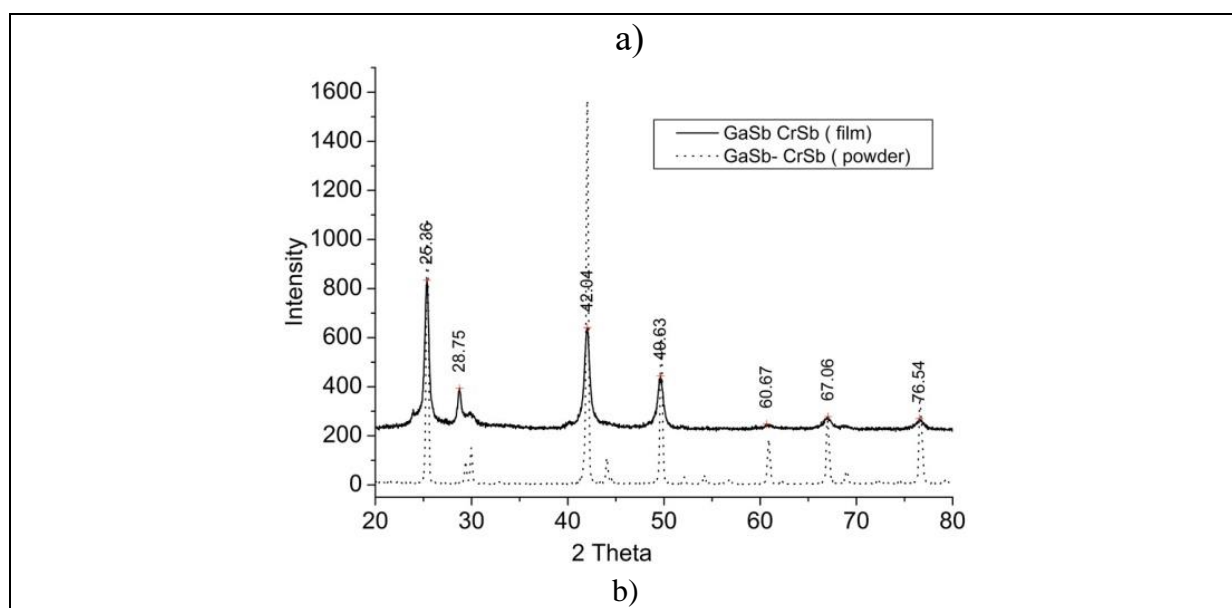 a)
1600
1400
1200
1000
800
600
400
200
0
Intensity
GaSb CrSb ( film)
GaSb- CrSb ( powder)
25.36
28.75
42.04
49.63
60.67
67.06
76.54
20 30 40 50 60 70 80
2 Theta
b)